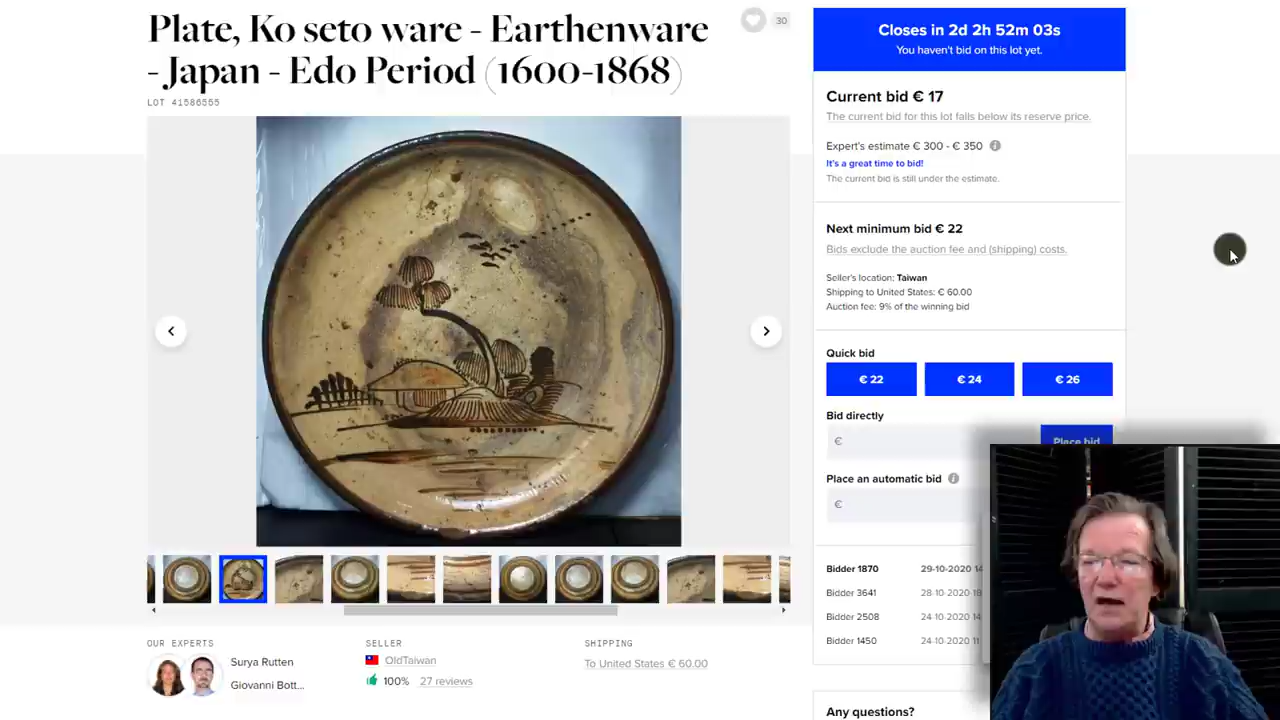 Plate, Ko seto ware - Earthenware
- Japan - Edo Period (1600-1868)
30
LOT 41586555
Closes in 2d 2h 52m 03s
You haven't bid on this lot yet.
Current bid € 17
The current bid for this lot falls below its reserve price.
Expert's estimate € 300 - € 350
It's a great time to bid!
The current bid is still under the estimate.
Next minimum bid € 22
Bids exclude the auction fee and (shipping) costs.
Seller's location: Taiwan
Shipping to United States: € 60.00
Auction fee: 9% of the winning bid
Quick bid
€ 22
€ 24
€ 26
Bid directly
€
Place bid
Place an automatic bid
€
Bidder 1870 29-10-2020
Bidder 3641 28-10-2020
Bidder 2508 24-10-2020
Bidder 1450 24-10-2020
OUR EXPERTS
Surya Rutten
Giovanni Bott...
SELLER
OldTaiwan
100% 27 reviews
SHIPPING
To United States € 60.00
Any questions?